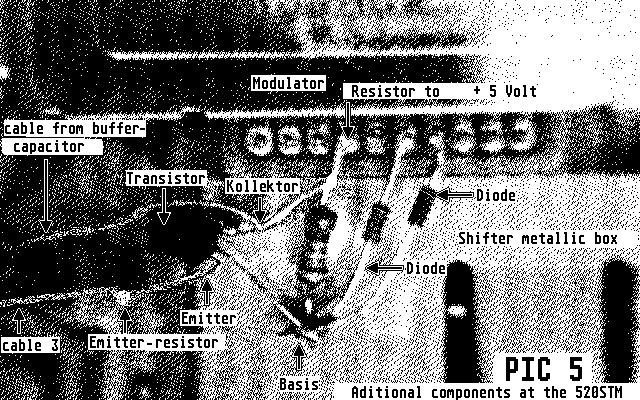 Modulator
Resistor to + 5 Volt
cable from buffer-
capacitor
Transistor
Kollektor
Diode
Shifter metallic box
Diode
Emitter
cable 3
Emitter-resistor
Basis
PIC 5
Aditional components at the 520STM